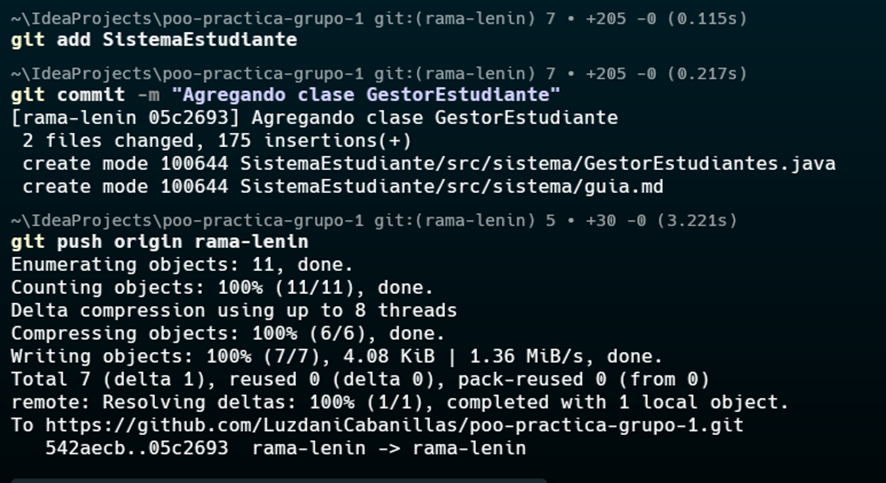 ~\IdeaProjects\poo-practica-grupo-1 git:(rama-lenin) 7 • +205 -0 (0.115s)
git add SistemaEstudiante
~\IdeaProjects\poo-practica-grupo-1 git:(rama-lenin) 7 • +205 -0 (0.217s)
git commit -m "Agregando clase GestorEstudiante"
[rama-lenin 05c2693] Agregando clase GestorEstudiante
 2 files changed, 175 insertions(+)
 create mode 100644 SistemaEstudiante/src/sistema/GestorEstudiantes.java
 create mode 100644 SistemaEstudiante/src/sistema/guia.md
~\IdeaProjects\poo-practica-grupo-1 git:(rama-lenin) 5 • +30 -0 (3.221s)
git push origin rama-lenin
Enumerating objects: 11, done.
Counting objects: 100% (11/11), done.
Delta compression using up to 8 threads
Compressing objects: 100% (6/6), done.
Writing objects: 100% (7/7), 4.08 KiB | 1.36 MiB/s, done.
Total 7 (delta 1), reused 0 (delta 0), pack-reused 0 (from 0)
remote: Resolving deltas: 100% (1/1), completed with 1 local object.
To https://github.com/LuzdaniCabanillas/poo-practica-grupo-1.git
   542aecb..05c2693  rama-lenin -> rama-lenin